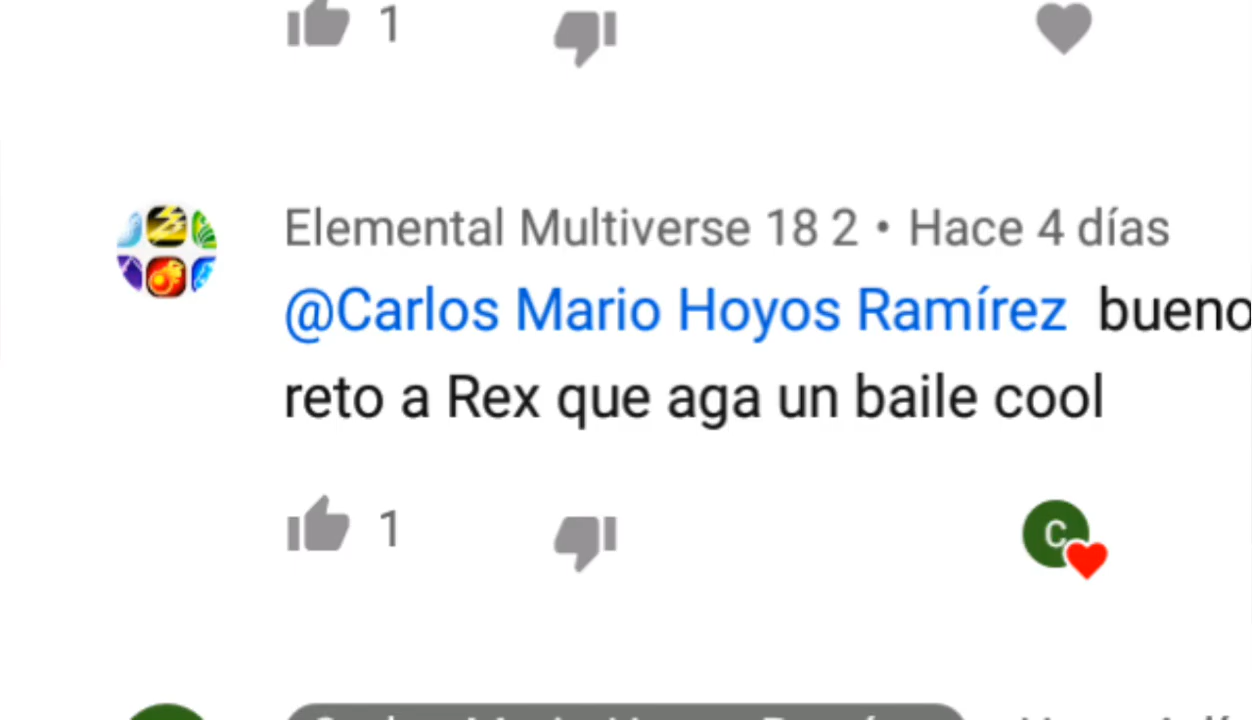 1
Elemental Multiverse 18 2 • Hace 4 días
@Carlos Mario Hoyos Ramírez bueno
reto a Rex que aga un baile cool
1
C